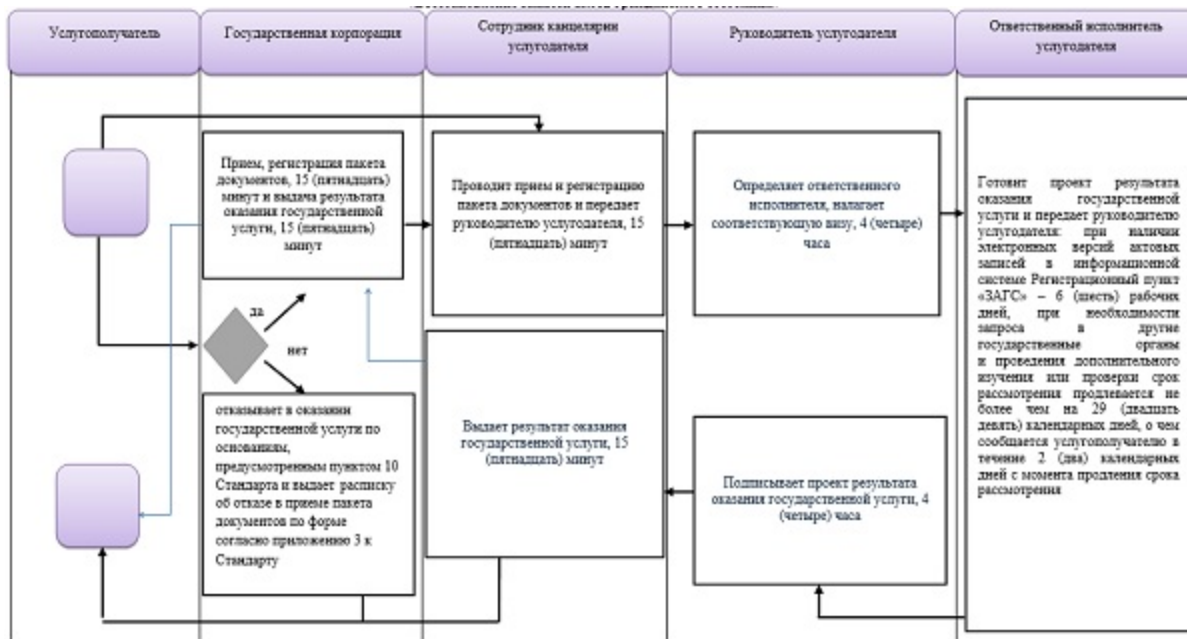 Услугополучатель
Государственная корпорация
Сотрудник канцелярии
услугодателя
Руководитель услугодателя
Ответственный исполнитель
услугодателя
Прием, регистрация пакета
документов, 15 (пятнадцать)
минут и выдача результата
оказания государственной
услуги, 15 (пятнадцать)
минут
Проводит прием и регистрацию
пакета документов и передает
руководителю услугодателя, 15
(пятнадцать) минут
Определяет ответственного
исполнителя, налагает
соответствующую визу, 4 (четыре)
часа
Готовит проект результата
оказания государственной
услуги и передает руководителю
услугодателя: при наличии
электронных версий актовых
записей в информационной
системе Регистрационный пункт
«ЗАГС» – 6 (шесть) рабочих
дней, при необходимости
запроса в другие
государственные органы
и проведения дополнительного
изучения или проверки срок
рассмотрения продлевается не
более чем на 29 (двадцать
девять) календарных дней, о чем
сообщается услугополучателю в
течение 2 (два) календарных
дней с момента продления срока
рассмотрения
да
нет
отказывает в оказании
государственной услуги по
основаниям,
предусмотренным пунктом 10
Стандарта и выдает расписку
об отказе в приеме пакета
документов по форме
согласно приложению 3 к
Стандарту
Выдает результат оказания
государственной услуги, 15
(пятнадцать) минут
Подписывает проект результата
оказания государственной услуги, 4
(четыре) часа